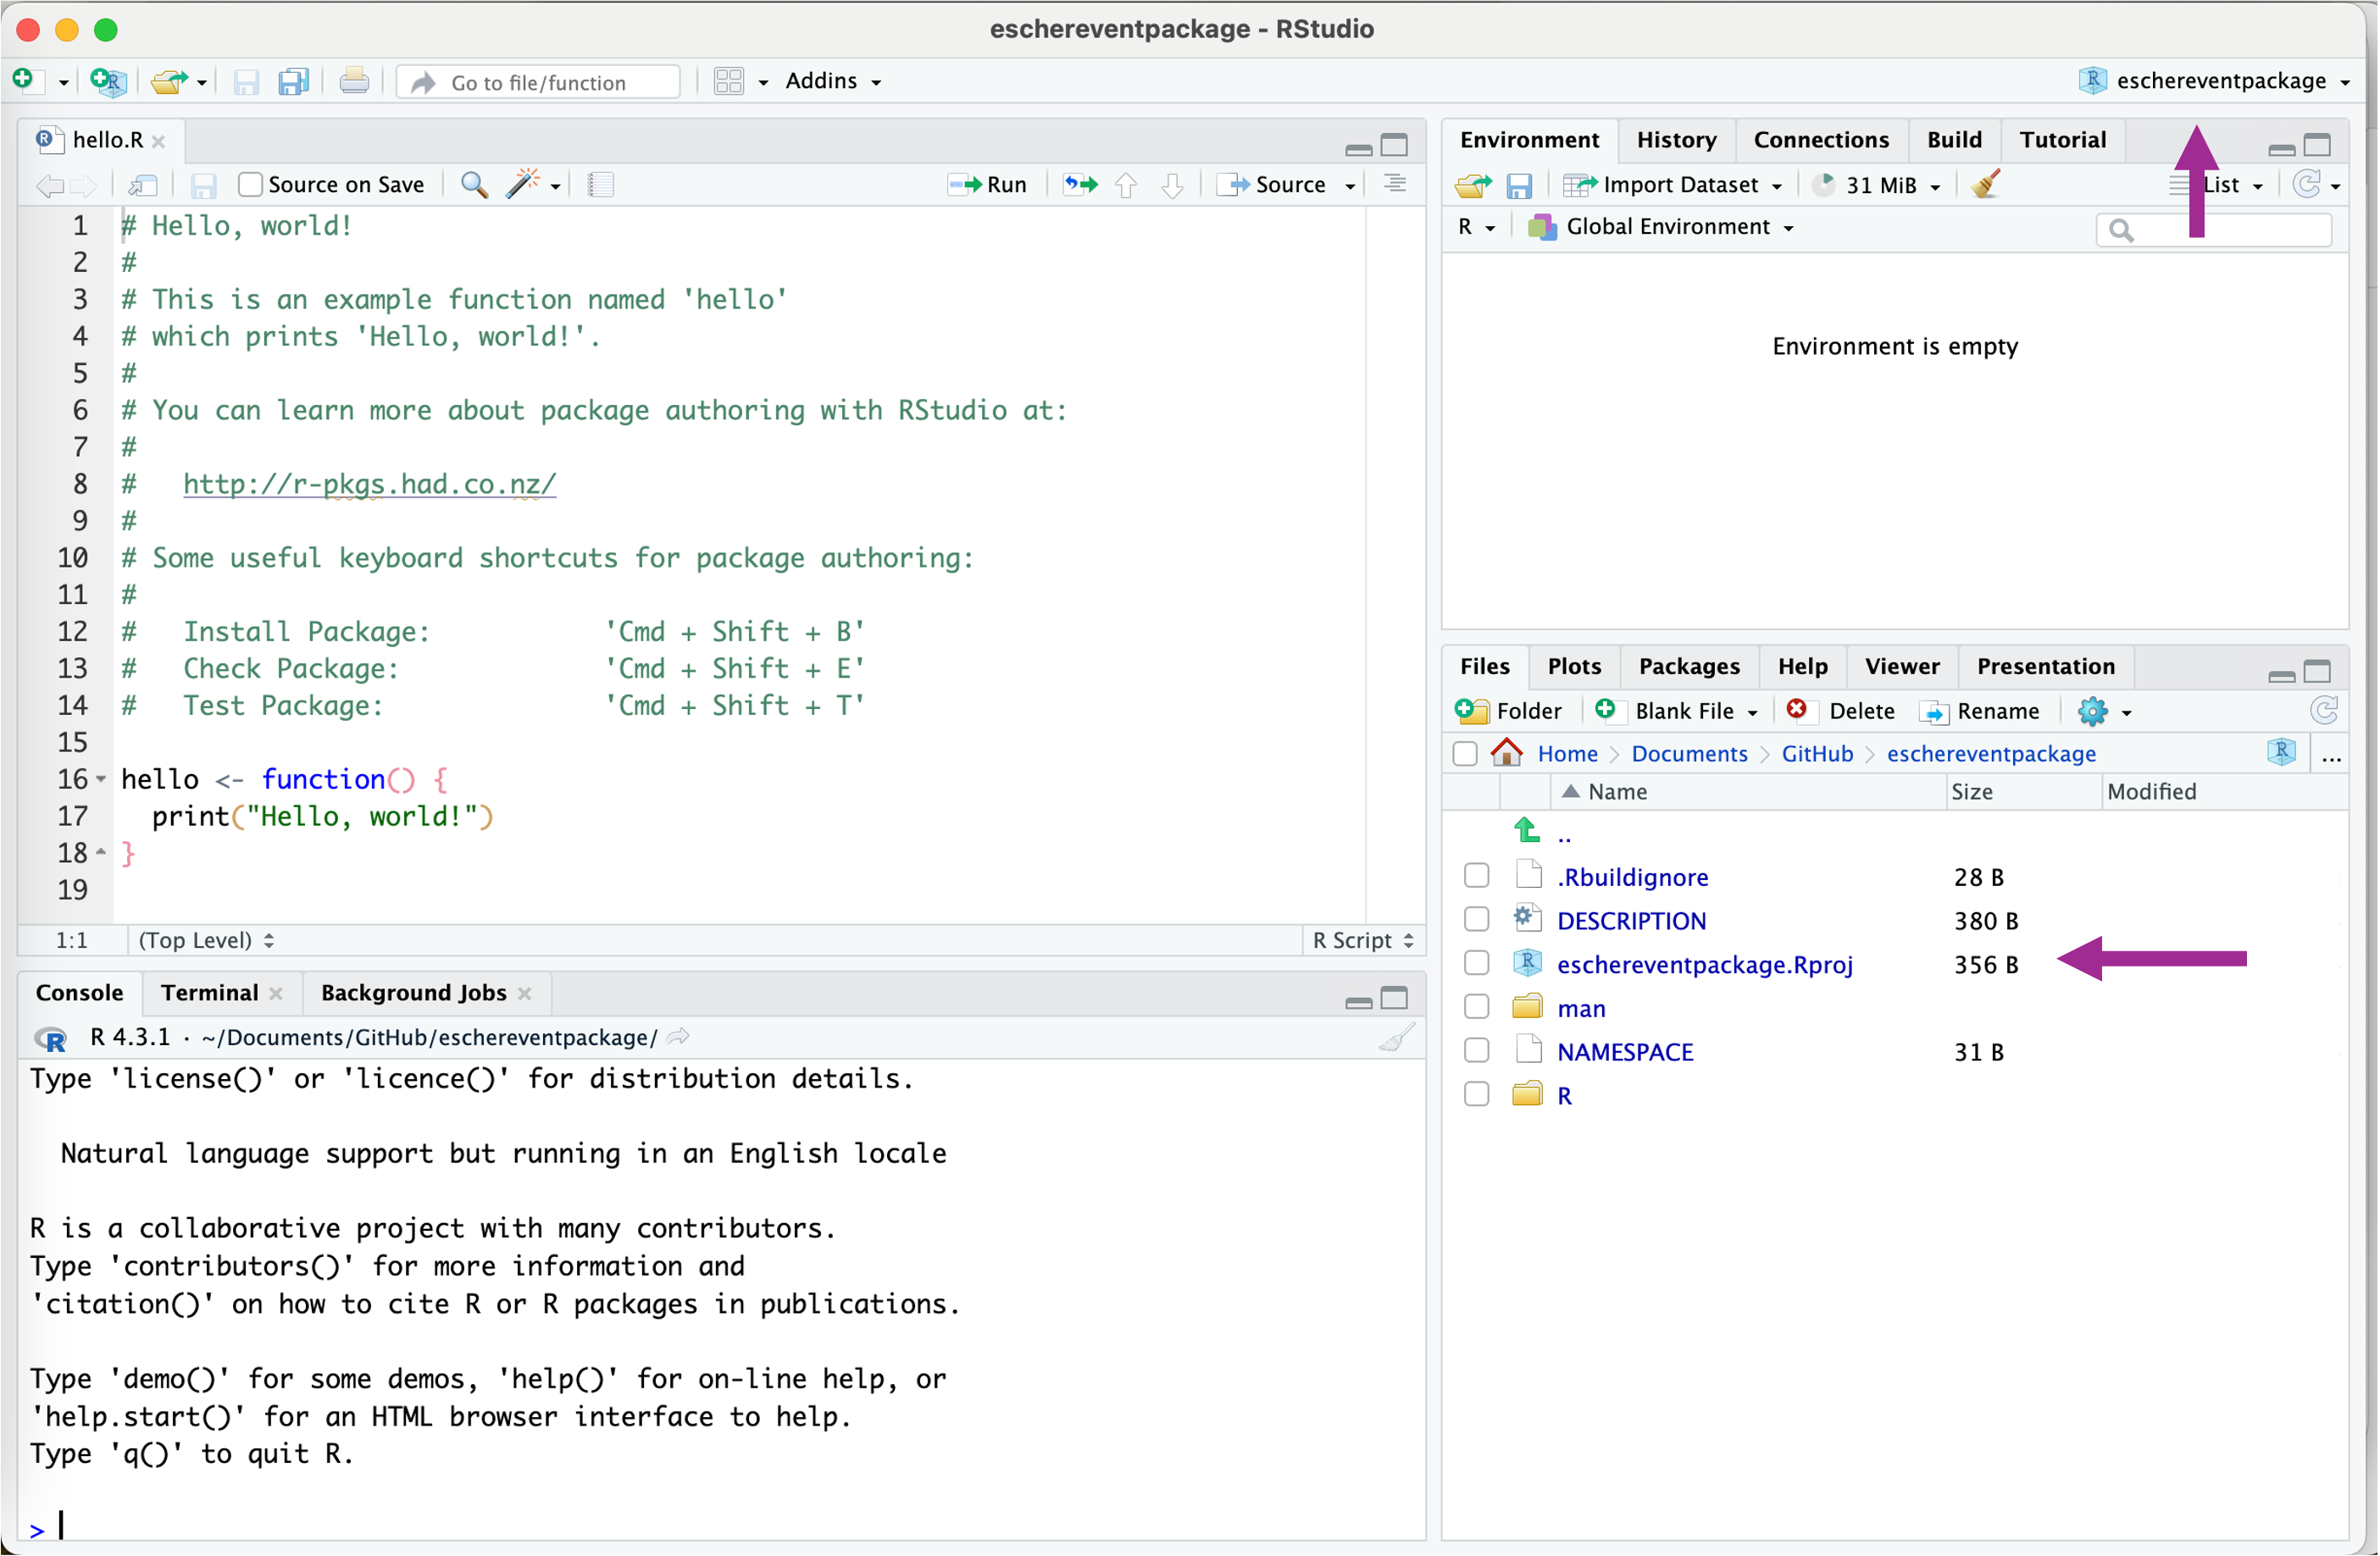 eschereventpackage - RStudio
Go to file/function
Addins
eschereventpackage
hello.R
Source on Save
Run
Source
1 # Hello, world!
2 #
3 # This is an example function named 'hello'
4 # which prints 'Hello, world!'.
5 #
6 # You can learn more about package authoring with RStudio at:
7 #
8 #   http://r-pkgs.had.co.nz/
9 #
10 # Some useful keyboard shortcuts for package authoring:
11 #
12 #   Install Package:           'Cmd + Shift + B'
13 #   Check Package:             'Cmd + Shift + E'
14 #   Test Package:              'Cmd + Shift + T'
15
16 hello <- function() {
17   print("Hello, world!")
18 }
19
1:1 (Top Level) R Script
Console Terminal Background Jobs
R 4.3.1 · ~/Documents/GitHub/eschereventpackage/
Type 'license()' or 'licence()' for distribution details.
  Natural language support but running in an English locale
R is a collaborative project with many contributors.
Type 'contributors()' for more information and
'citation()' on how to cite R or R packages in publications.
Type 'demo()' for some demos, 'help()' for on-line help, or
'help.start()' for an HTML browser interface to help.
Type 'q()' to quit R.
>
Environment History Connections Build Tutorial
Import Dataset 31 MiB List
R Global Environment
Environment is empty
Files Plots Packages Help Viewer Presentation
Folder Blank File Delete Rename
Home Documents GitHub eschereventpackage ...
Name Size Modified
..
.Rbuildignore 28 B
DESCRIPTION 380 B
eschereventpackage.Rproj 356 B
man
NAMESPACE 31 B
R